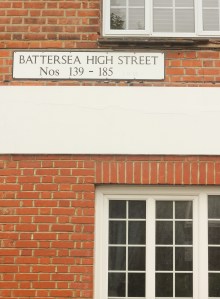 BATTERSEA HIGH STREET
Nos 139 - 185